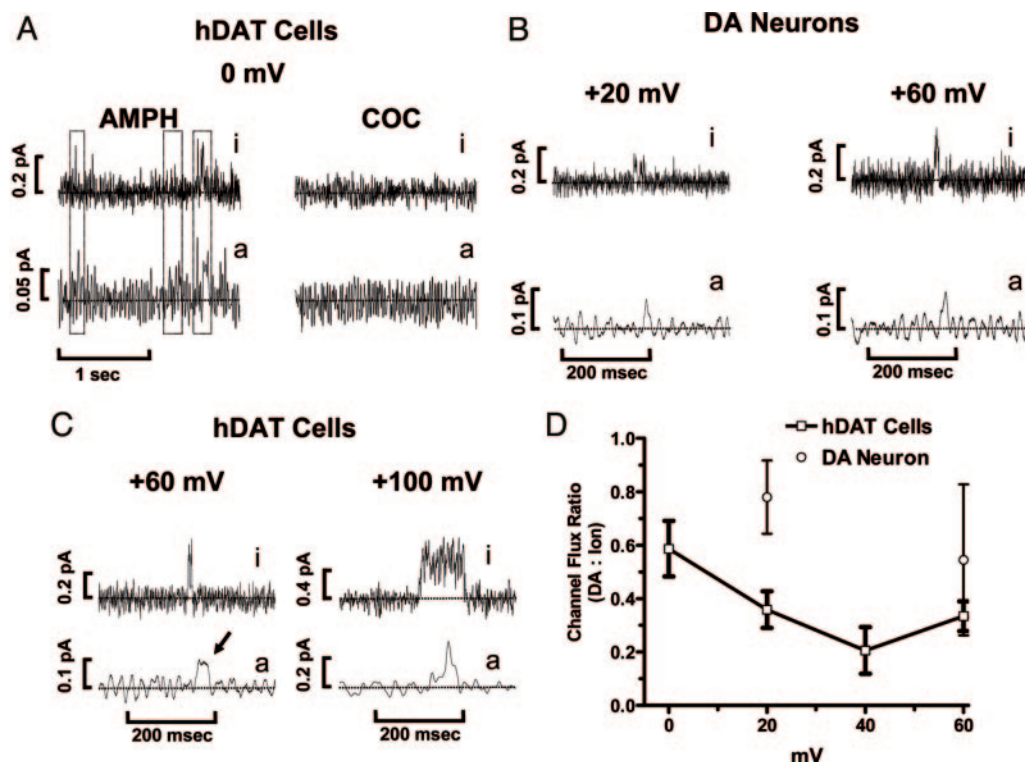 A
hDAT Cells
0 mV
AMPH
COC
i
i
0.2 pA
a
a
0.05 pA
1 sec
B
DA Neurons
+20 mV
+60 mV
i
i
0.2 pA
0.2 pA
a
a
0.1 pA
0.1 pA
200 msec
200 msec
C
hDAT Cells
+60 mV
+100 mV
i
i
0.2 pA
0.4 pA
a
a
0.1 pA
0.2 pA
200 msec
200 msec
D
hDAT Cells
DA Neuron
Channel Flux Ratio
(DA : Ion)
1.0
0.8
0.6
0.4
0.2
0.0
0 20 40 60
mV